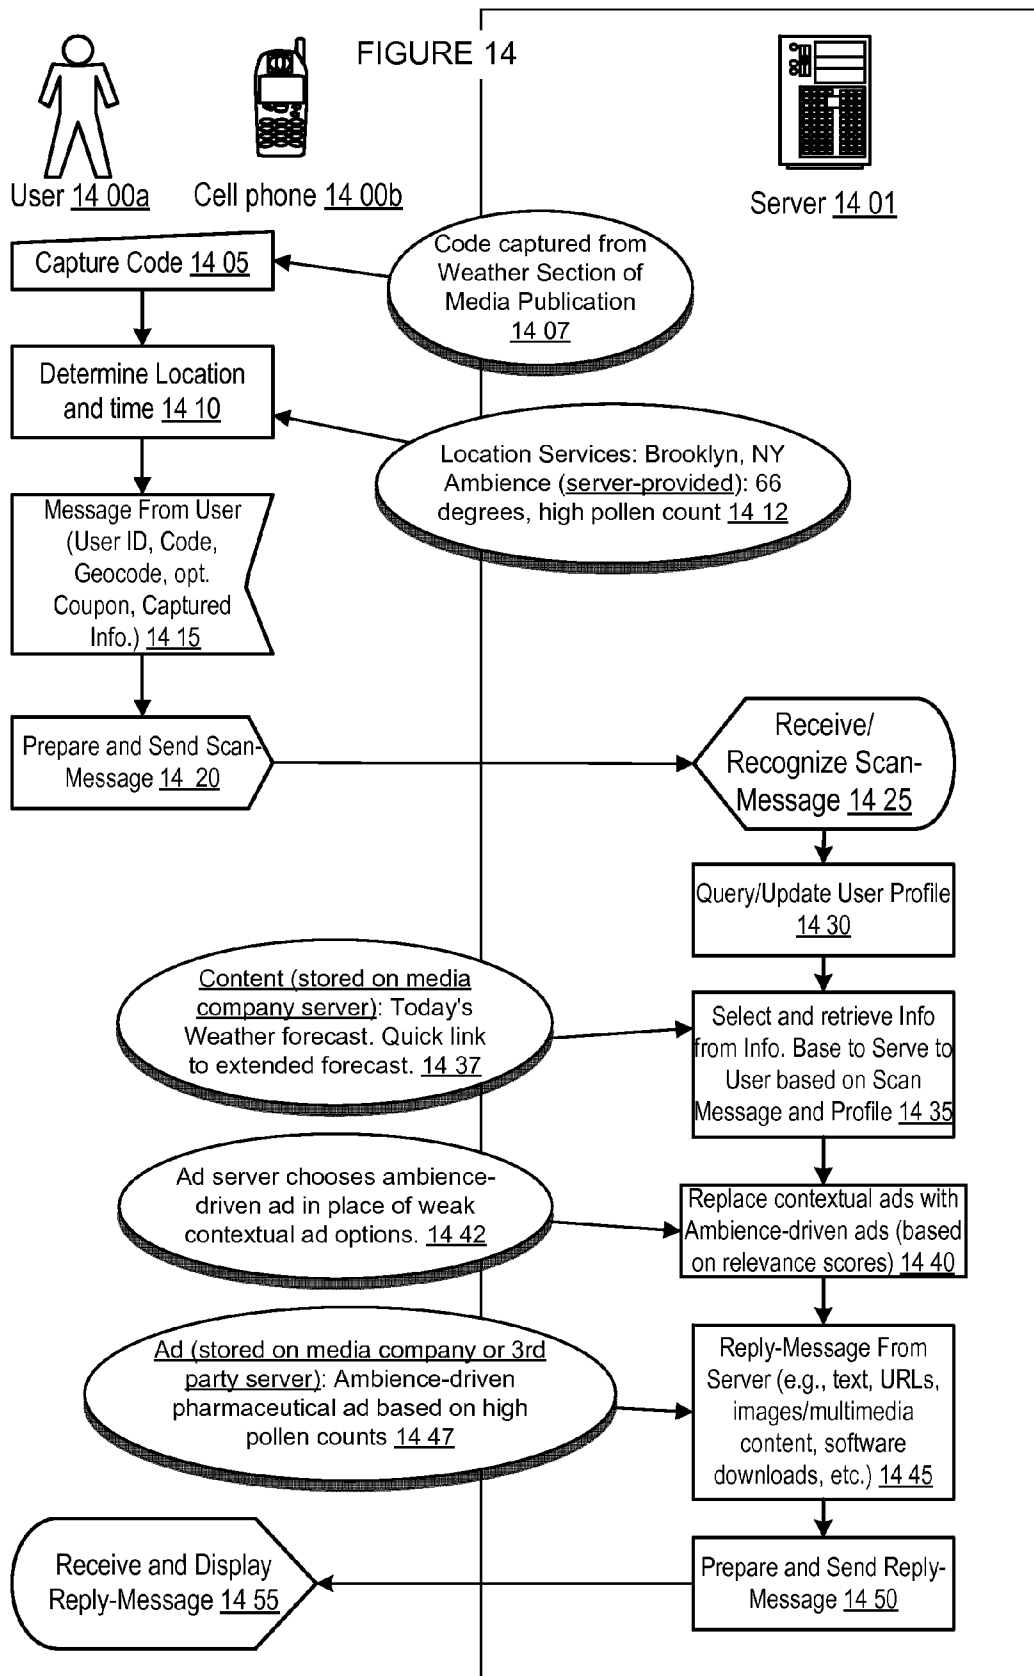 FIGURE 14
User 14 00a
Cell phone 14 00b
Server 14 01
Capture Code 14 05
Code captured from
Weather Section of
Media Publication
14 07
Determine Location
and time 14 10
Location Services: Brooklyn, NY
Ambience (server-provided): 66
degrees, high pollen count 14 12
Message From User
(User ID, Code,
Geocode, opt.
Coupon, Captured
Info.) 14 15
Prepare and Send Scan-
Message 14 20
Receive/
Recognize Scan-
Message 14 25
Query/Update User Profile
14 30
Content (stored on media
company server): Today's
Weather forecast. Quick link
to extended forecast. 14 37
Select and retrieve Info
from Info. Base to Serve to
User based on Scan
Message and Profile 14 35
Ad server chooses ambience-
driven ad in place of weak
contextual ad options. 14 42
Replace contextual ads with
Ambience-driven ads (based
on relevance scores) 14 40
Ad (stored on media company or 3rd
party server): Ambience-driven
pharmaceutical ad based on high
pollen counts 14 47
Reply-Message From
Server (e.g., text, URLs,
images/multimedia
content, software
downloads, etc.) 14 45
Receive and Display
Reply-Message 14 55
Prepare and Send Reply-
Message 14 50